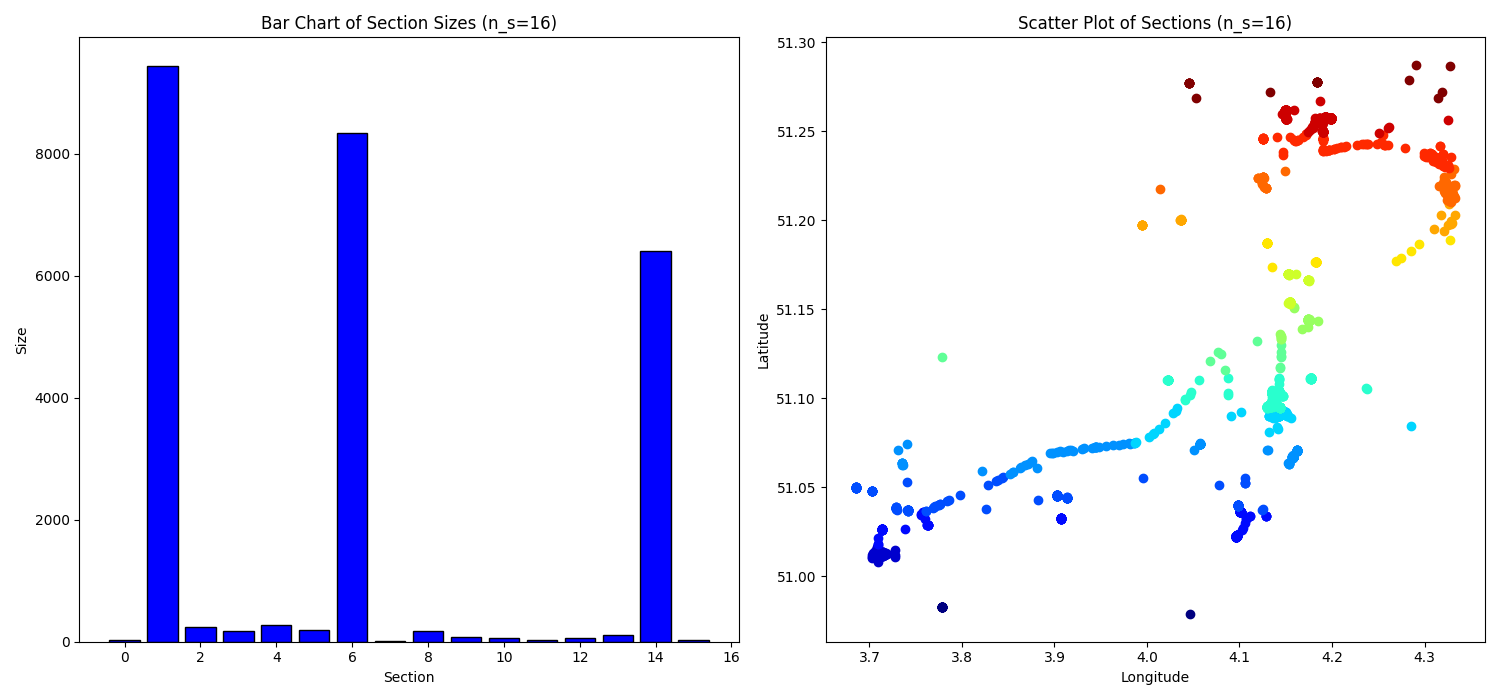 Bar Chart of Section Sizes (n_s=16)
Size
8000
6000
4000
2000
0
0 2 4 6 8 10 12 14 16
Section
Scatter Plot of Sections (n_s=16)
Latitude
51.30
51.25
51.20
51.15
51.10
51.05
51.00
3.7 3.8 3.9 4.0 4.1 4.2 4.3
Longitude